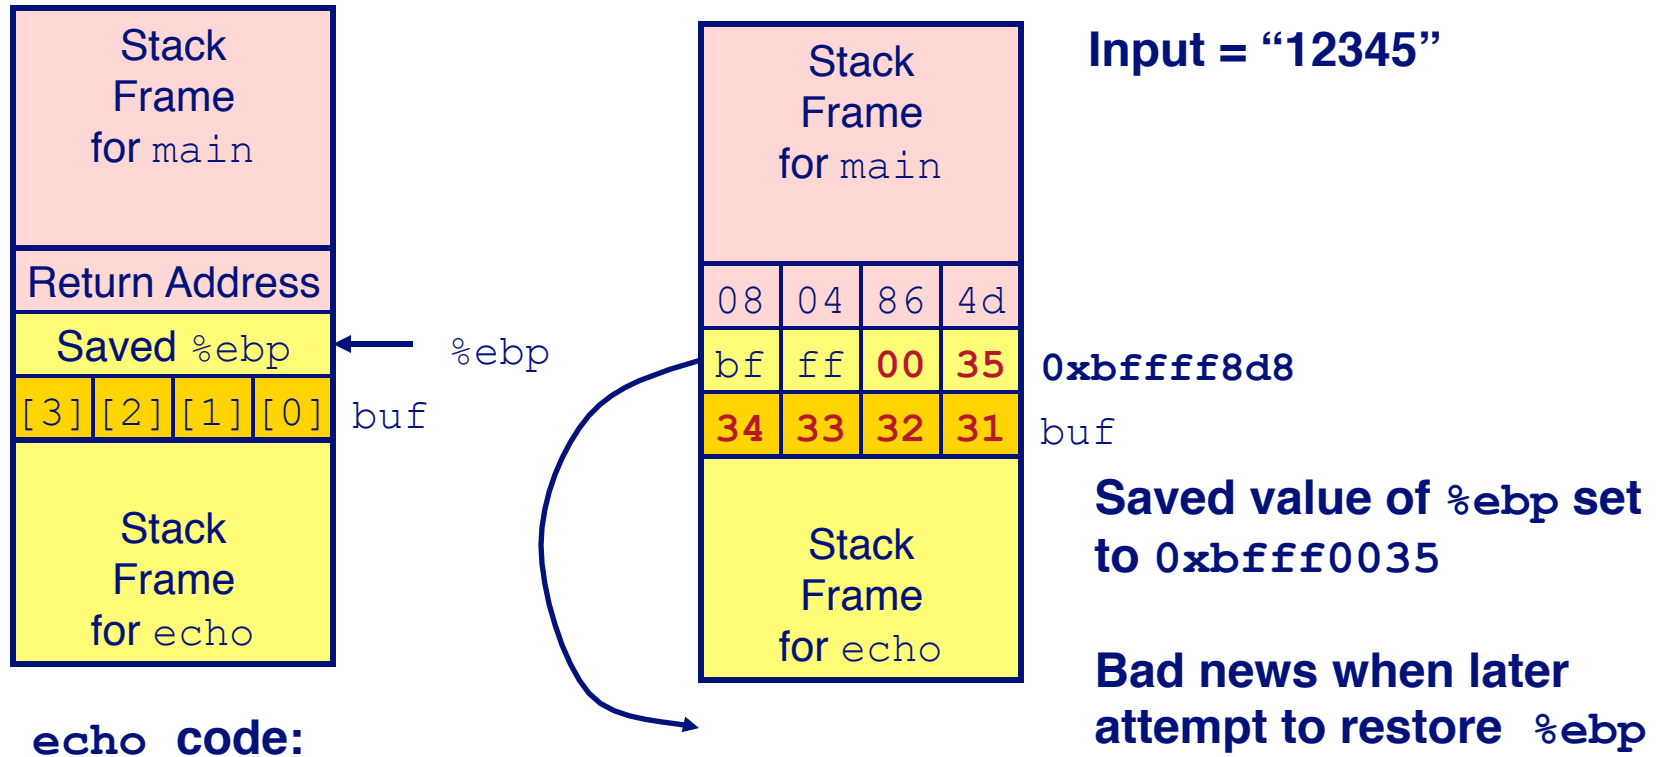 Stack
Frame
for main
Return Address
Saved %ebp
%ebp
[3] [2] [1] [0]
buf
Stack
Frame
for echo
echo code:
Stack
Frame
for main
08 04 86 4d
bf ff 00 35
0xbffff8d8
34 33 32 31
buf
Stack
Frame
for echo
Input = “12345”
Saved value of %ebp set
to 0xbfff0035
Bad news when later
attempt to restore %ebp